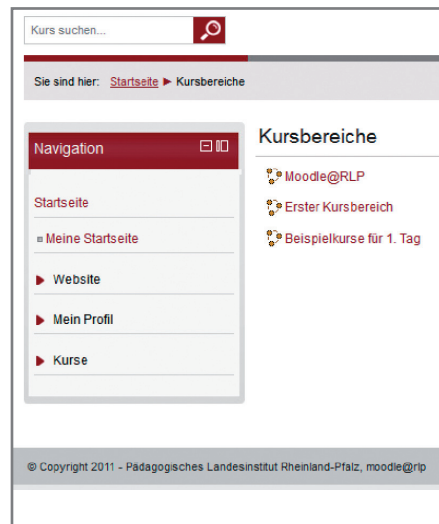 Kurs suchen...
Sie sind hier: Startseite ► Kursbereiche
Navigation
Startseite
Meine Startseite
Website
Mein Profil
Kurse
Kursbereiche
Moodle@RLP
Erster Kursbereich
Beispielkurse für 1. Tag
© Copyright 2011 - Pädagogisches Landesinstitut Rheinland-Pfalz, moodle@rlp